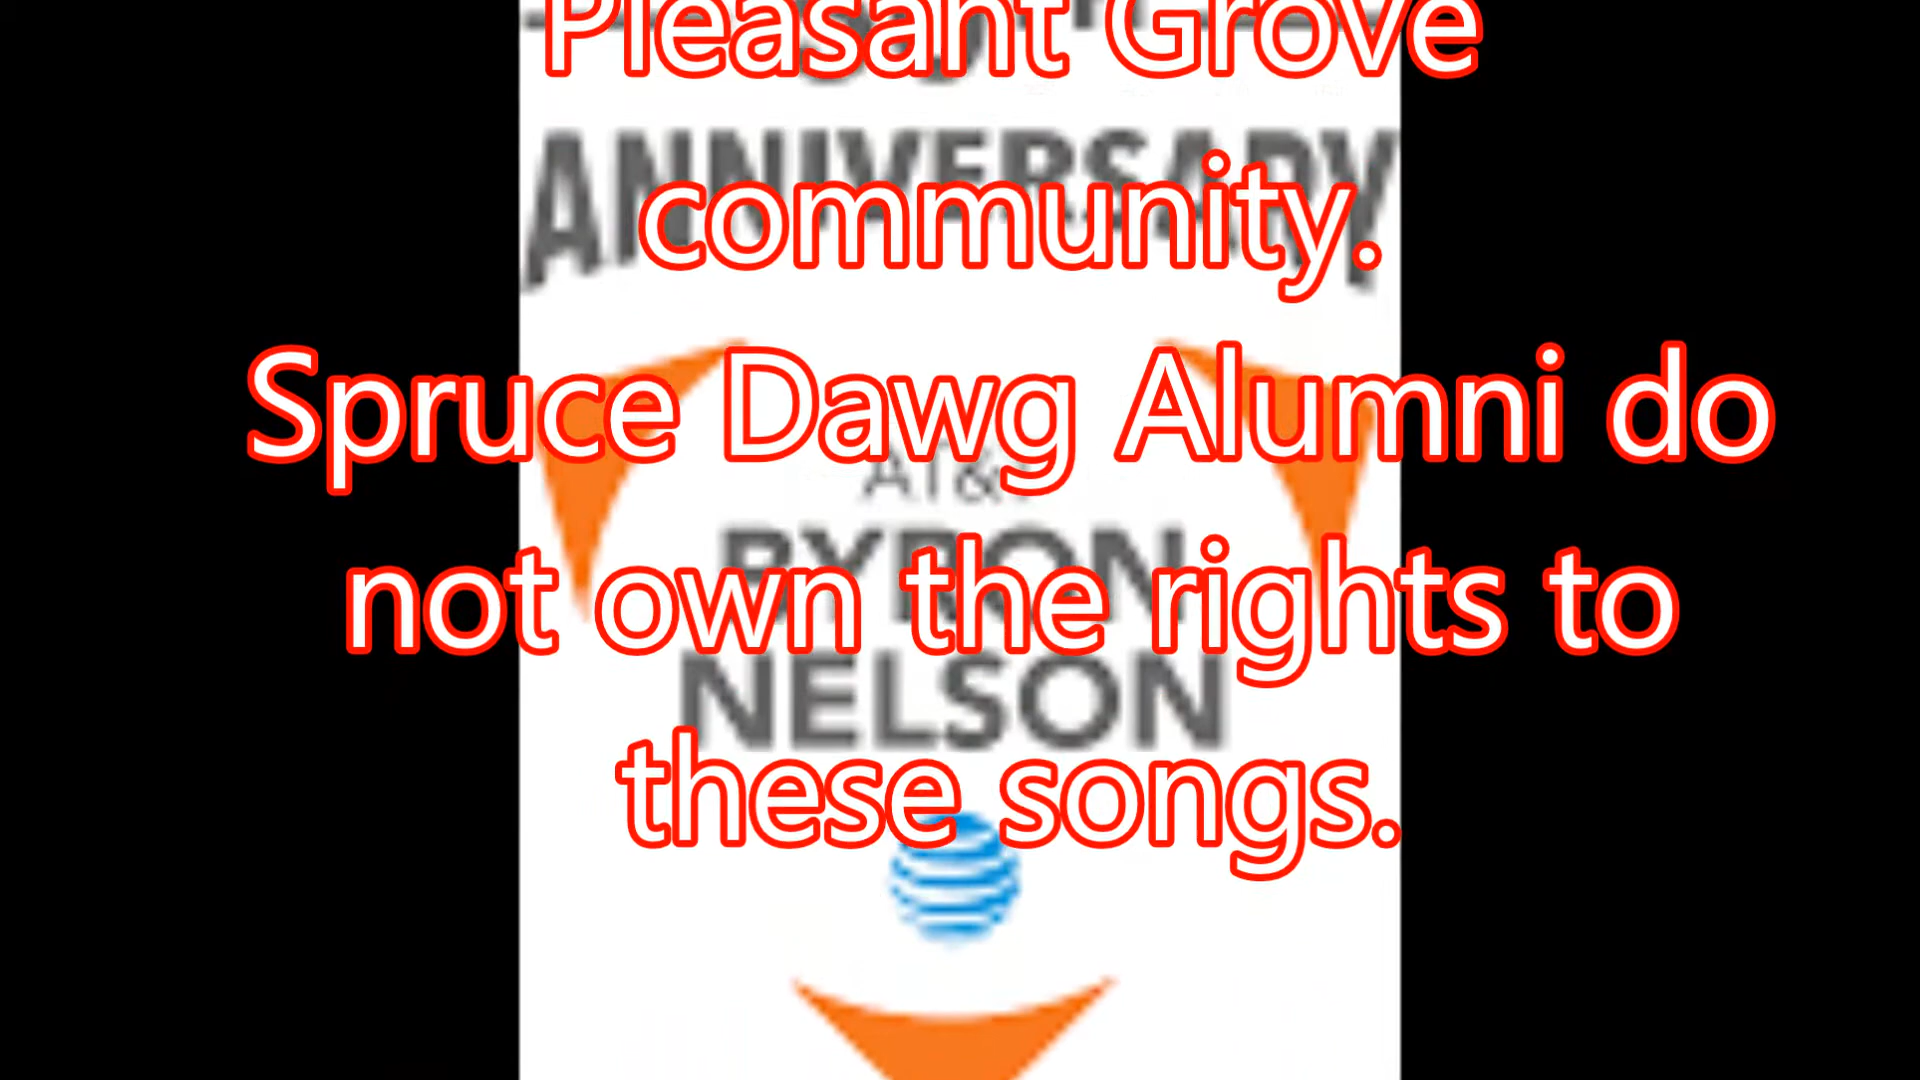 Pleasant Grove
ANNIVERSARY
community.
Spruce Dawg Alumni do
AT&T
BYRON
not own the rights to
NELSON
these songs.